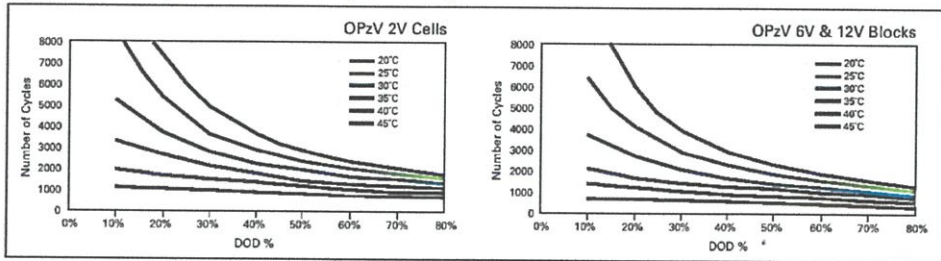 OPzV 2V Cells
Number of Cycles
8000
7000
6000
5000
4000
3000
2000
1000
0
20°C
25°C
30°C
35°C
40°C
45°C
0% 10% 20% 30% 40% 50% 60% 70% 80%
DOD %
OPzV 6V & 12V Blocks
Number of Cycles
8000
7000
6000
5000
4000
3000
2000
1000
0
20°C
25°C
30°C
35°C
40°C
45°C
0% 10% 20% 30% 40% 50% 60% 70% 80%
DOD %